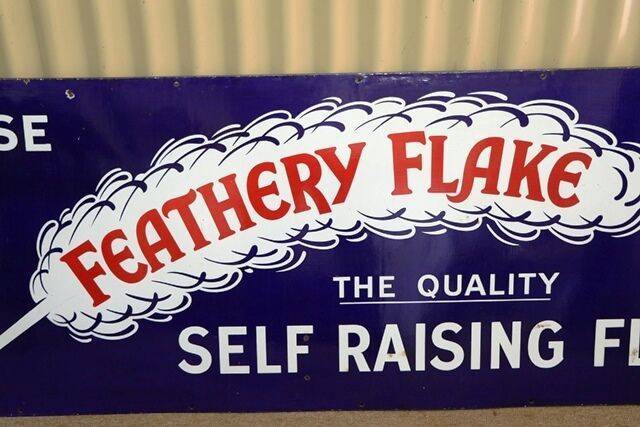 SE
FEATHERY FLAKE
THE QUALITY
SELF RAISING